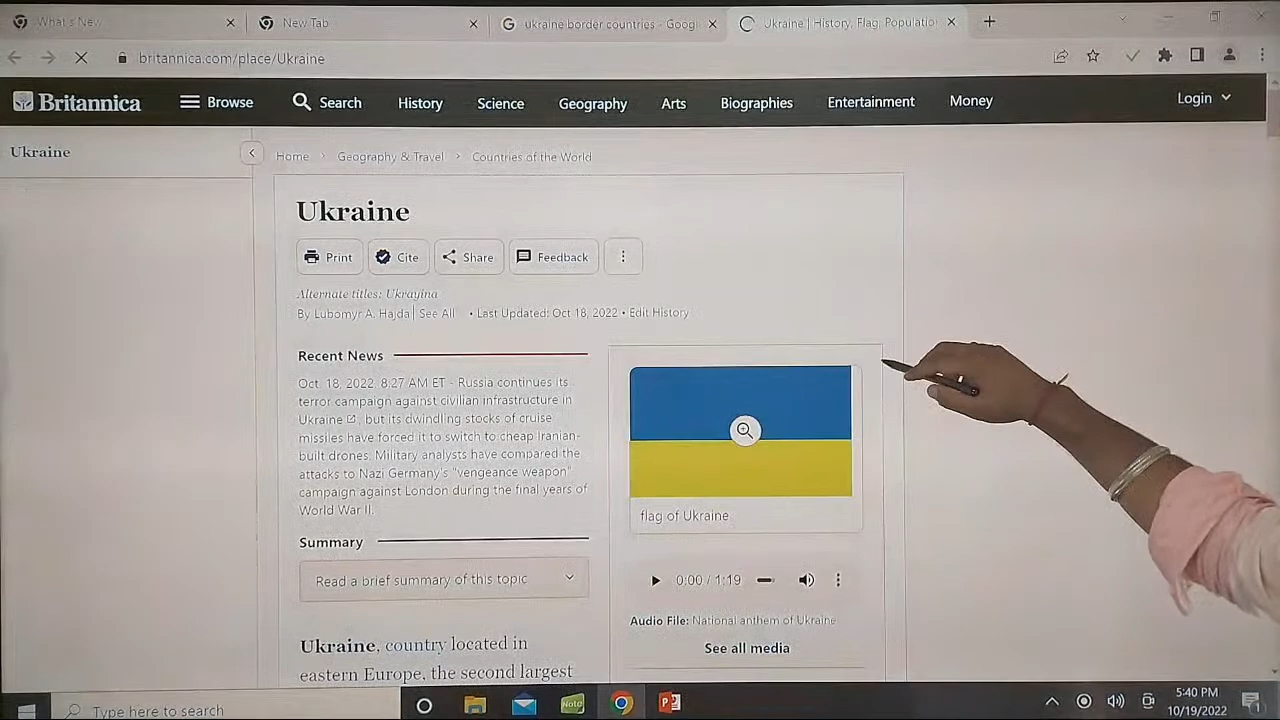 What's New
New Tab
ukraine border countries - Googl
Ukraine | History, Flag, Population
britannica.com/place/Ukraine
Britannica
Browse
Search
History
Science
Geography
Arts
Biographies
Entertainment
Money
Login
Ukraine
Home > Geography & Travel > Countries of the World
Ukraine
Print
Cite
Share
Feedback
Alternate titles: Ukrayina
By Lubomyr A. Hajda | See All • Last Updated: Oct 18, 2022 • Edit History
Recent News
Oct. 18, 2022, 8:27 AM ET - Russia continues its
terror campaign against civilian infrastructure in
Ukraine, but its dwindling stocks of cruise
missiles have forced it to switch to cheap Iranian-
built drones. Military analysts have compared the
attacks to Nazi Germany's "vengeance weapon"
campaign against London during the final years of
World War II.
Summary
Read a brief summary of this topic
Ukraine, country located in
eastern Europe, the second largest
flag of Ukraine
0:00 / 1:19
Audio File: National anthem of Ukraine
See all media
Type here to search
Note
5:40 PM
10/19/2022
1